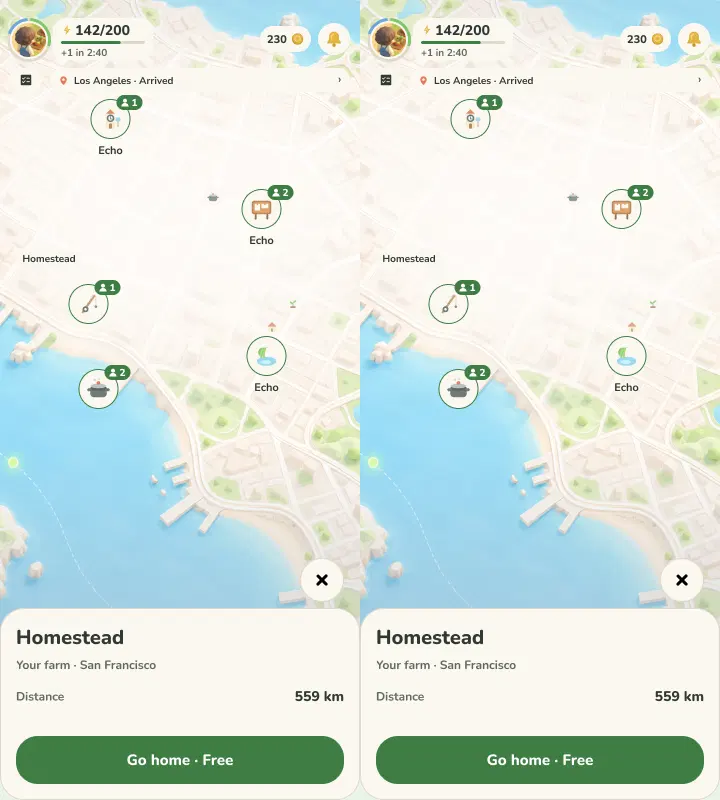 142/200
+1 in 2:40
230
Los Angeles · Arrived
›
1
Echo
2
Echo
Homestead
1
Echo
2
Homestead
Your farm · San Francisco
Distance 559 km
Go home · Free
142/200
+1 in 2:40
230
Los Angeles · Arrived
›
1
2
Homestead
1
Echo
2
Homestead
Your farm · San Francisco
Distance 559 km
Go home · Free